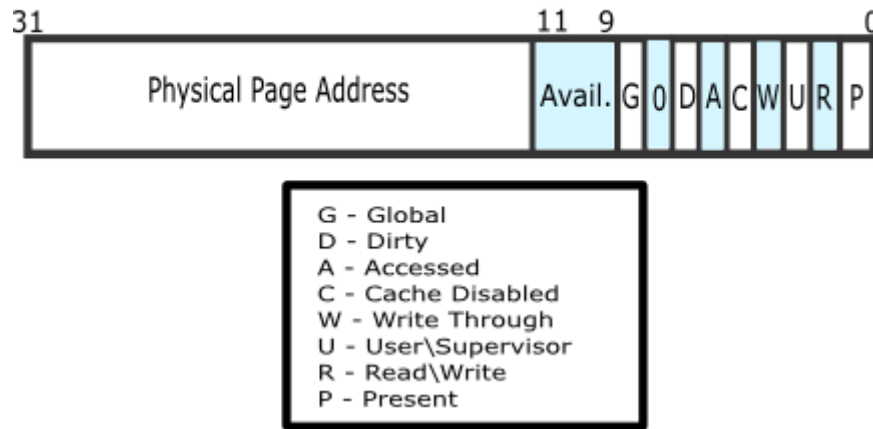 31 11 9 0
Physical Page Address Avail. G 0 D A C W U R P
G - Global
D - Dirty
A - Accessed
C - Cache Disabled
W - Write Through
U - User\Supervisor
R - Read\Write
P - Present